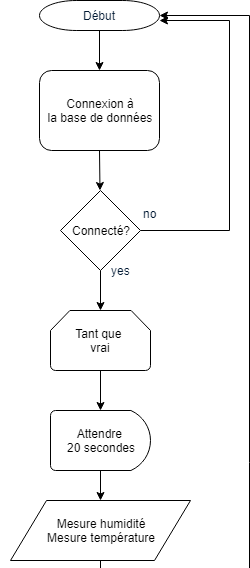 Début
Connexion à
la base de données
Connecté?
no
yes
Tant que
vrai
Attendre
20 secondes
Mesure humidité
Mesure température